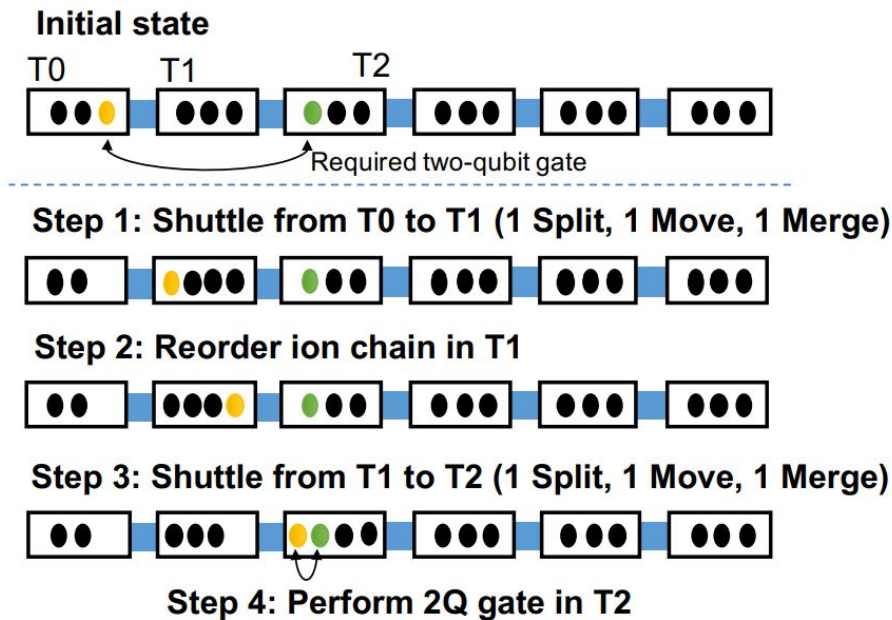 Initial state
T0
T1
T2
Required two-qubit gate
Step 1: Shuttle from T0 to T1 (1 Split, 1 Move, 1 Merge)
Step 2: Reorder ion chain in T1
Step 3: Shuttle from T1 to T2 (1 Split, 1 Move, 1 Merge)
Step 4: Perform 2Q gate in T2